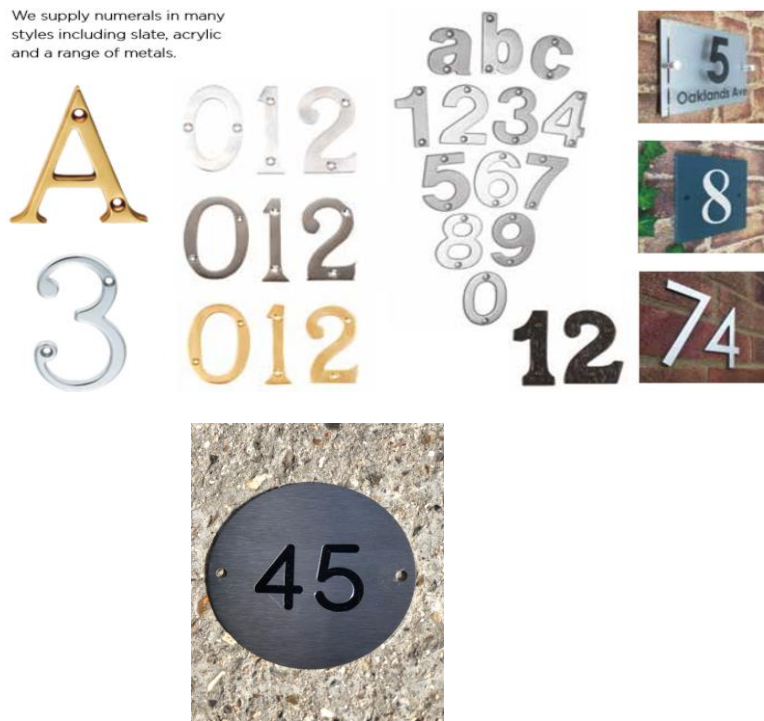 We supply numerals in many
styles including slate, acrylic
and a range of metals.
A
3
012
012
012
abc
1234
567
89
0
12
5
Oaklands Ave
8
74
45